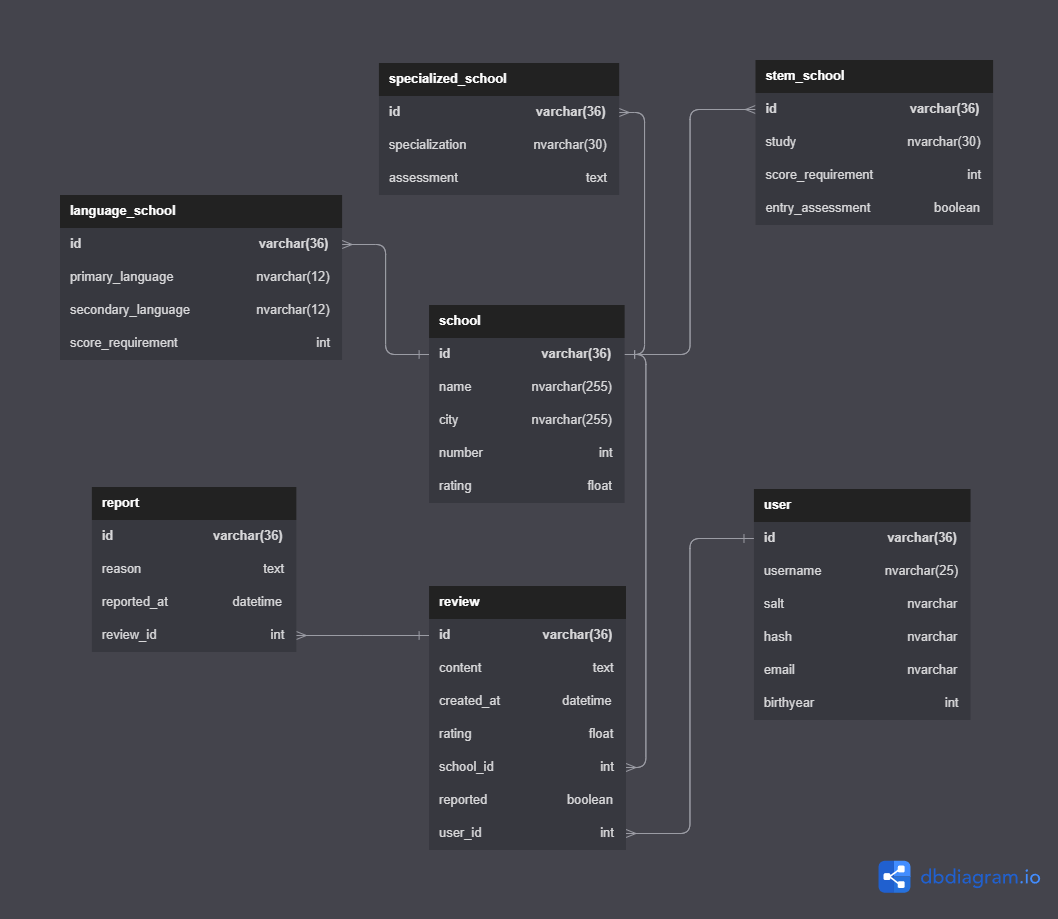 specialized_school
id varchar(36)
specialization nvarchar(30)
assessment text
stem_school
id varchar(36)
study nvarchar(30)
score_requirement int
entry_assessment boolean
language_school
id varchar(36)
primary_language nvarchar(12)
secondary_language nvarchar(12)
score_requirement int
school
id varchar(36)
name nvarchar(255)
city nvarchar(255)
number int
rating float
report
id varchar(36)
reason text
reported_at datetime
review_id int
user
id varchar(36)
username nvarchar(25)
salt nvarchar
hash nvarchar
email nvarchar
birthyear int
review
id varchar(36)
content text
created_at datetime
rating float
school_id int
reported boolean
user_id int
dbdiagram.io